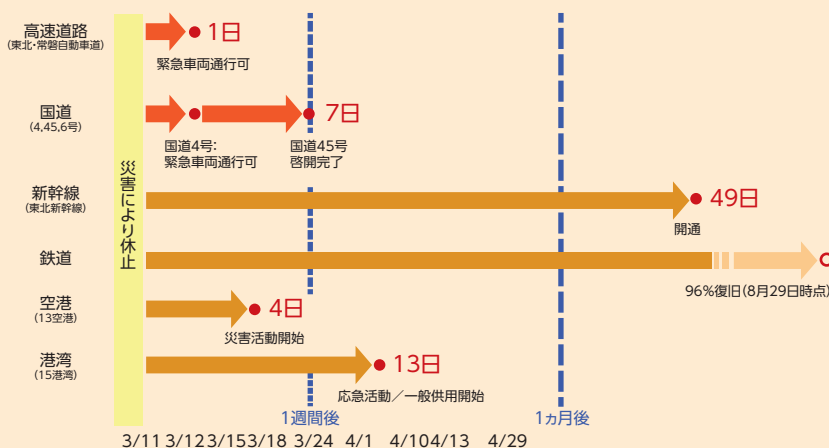 高速道路
(東北・常磐自動車道)
1日
緊急車両通行可
国道
(4,45,6号)
7日
国道4号:
緊急車両通行可
国道45号
啓開完了
災害により休止
新幹線
(東北新幹線)
49日
開通
鉄道
96%復旧(8月29日時点)
空港
(13空港)
4日
災害活動開始
港湾
(15港湾)
13日
応急活動／一般供用開始
1週間後
1ヵ月後
3/11 3/12 3/15 3/18 3/24 4/1 4/10 4/13 4/29